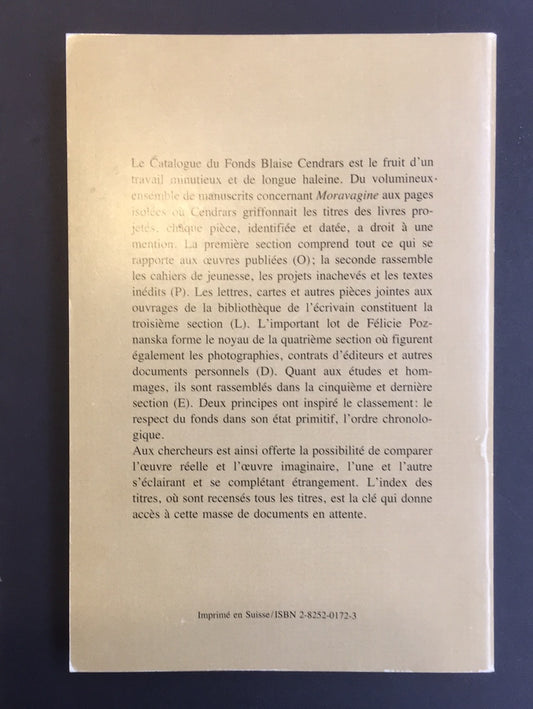 Le Catalogue du Fonds Blaise Cendrars est le fruit d'un
travail minutieux et de longue haleine. Du volumineux
ensemble de manuscrits concernant Moravagine aux pages
isolées où Cendrars griffonnait les titres des livres pro-
jetés, chaque pièce, identifiée et datée, a droit à une
mention. La première section comprend tout ce qui se
rapporte aux œuvres publiées (O) ; la seconde rassemble
les cahiers de jeunesse, les projets inachevés et les textes
inédits (P). Les lettres, cartes et autres pièces jointes aux
ouvrages de la bibliothèque de l'écrivain constituent la
troisième section (L). L'important lot de Félicie Poz-
nanska forme le noyau de la quatrième section où figurent
également les photographies, contrats d'éditeurs et autres
documents personnels (D). Quant aux études et hom-
mages, ils sont rassemblés dans la cinquième et dernière
section (E). Deux principes ont inspiré le classement : le
respect du fonds dans son état primitif, l'ordre chronolo-
gique.
Aux chercheurs est ainsi offerte la possibilité de comparer
l'œuvre réelle et l'œuvre imaginaire, l'une et l'autre
s'éclairant et se complétant étrangement. L'index des
titres, où sont recensés tous les titres, est la clé qui donne
accès à cette masse de documents en attente.
Imprimé en Suisse/ISBN 2-8252-0172-3